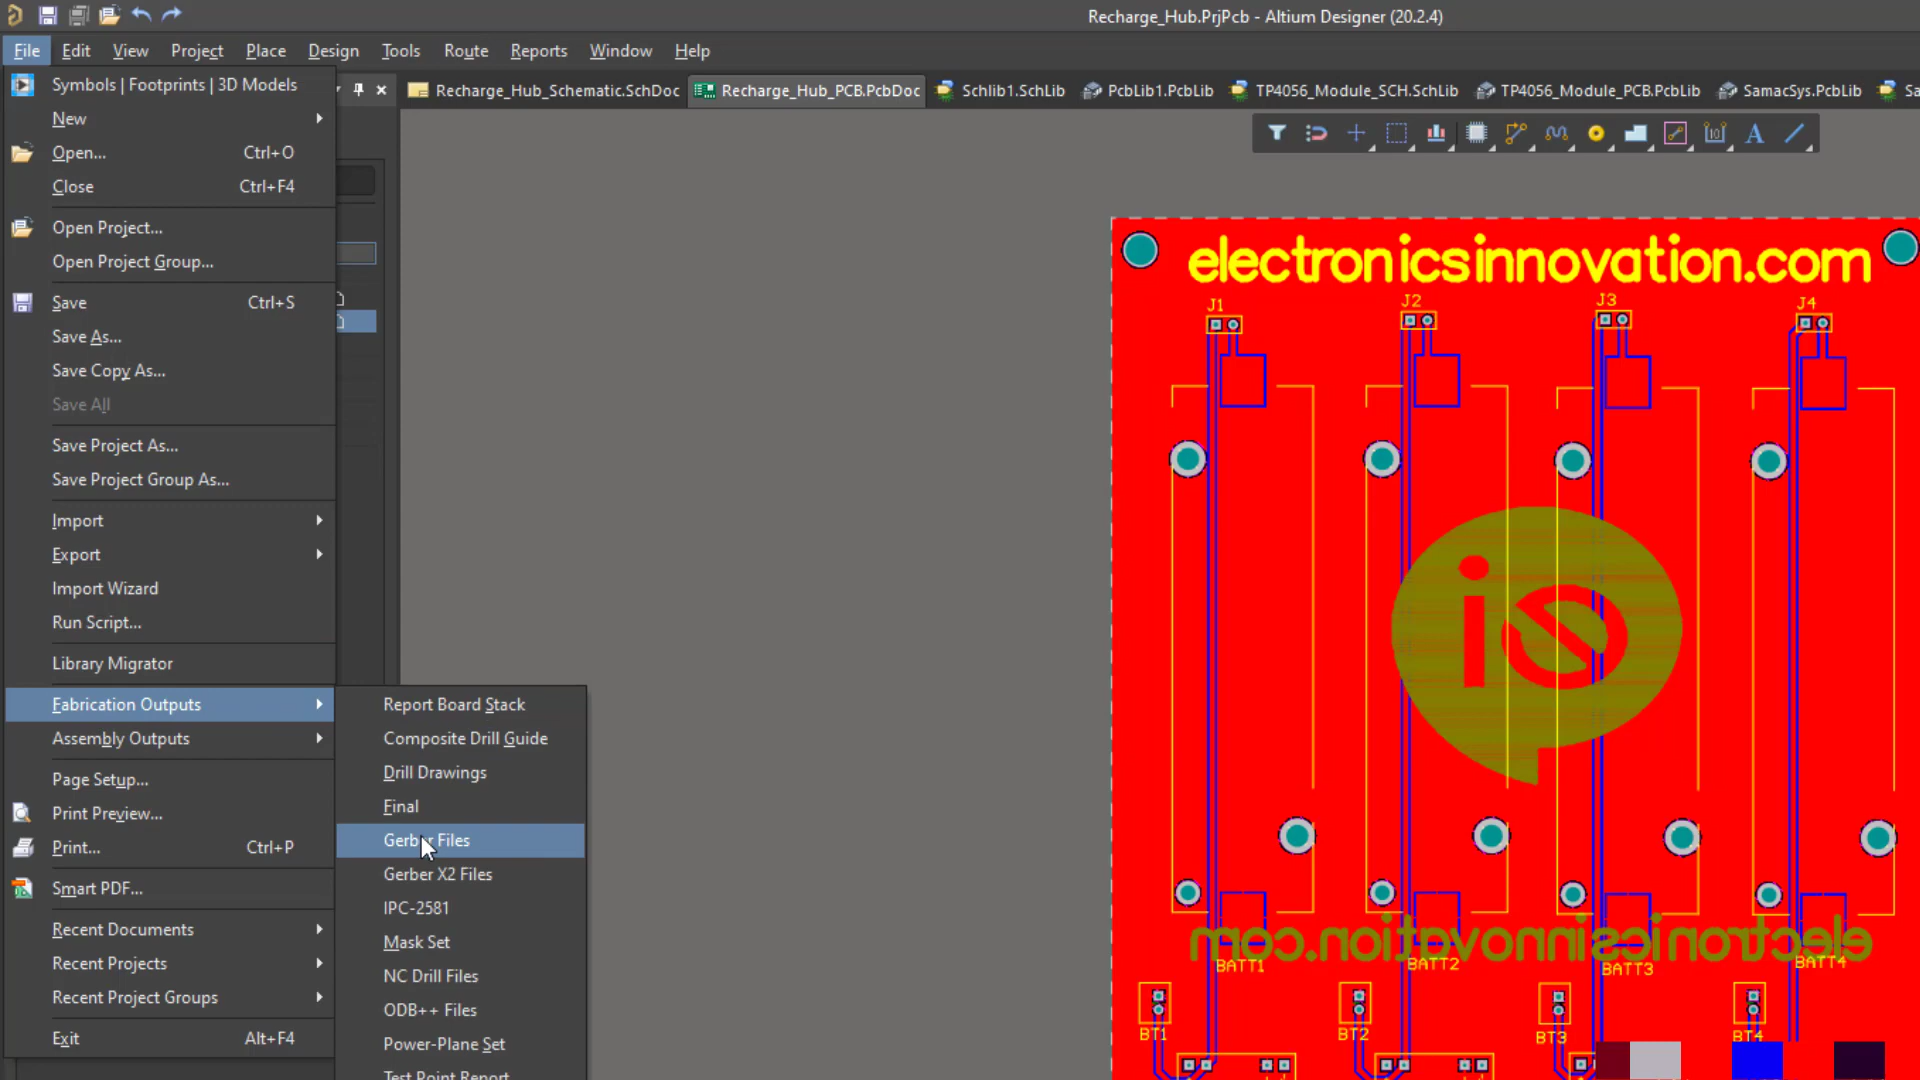 Recharge_Hub.PrjPcb - Altium Designer (20.2.4)
File Edit View Project Place Design Tools Route Reports Window Help
Recharge_Hub_Schematic.SchDoc Recharge_Hub_PCB.PcbDoc Schlib1.SchLib PcbLib1.PcbLib TP4056_Module_SCH.SchLib TP4056_Module_PCB.PcbLib SamacSys.PcbLib Sa
Symbols | Footprints | 3D Models
New
Open... Ctrl+O
Close Ctrl+F4
Open Project...
Open Project Group...
Save Ctrl+S
Save As...
Save Copy As...
Save All
Save Project As...
Save Project Group As...
Import
Export
Import Wizard
Run Script...
Library Migrator
Fabrication Outputs
Assembly Outputs
Page Setup...
Print Preview...
Print... Ctrl+P
Smart PDF...
Recent Documents
Recent Projects
Recent Project Groups
Exit Alt+F4
Report Board Stack
Composite Drill Guide
Drill Drawings
Final
Gerber Files
Gerber X2 Files
IPC-2581
Mask Set
NC Drill Files
ODB++ Files
Power-Plane Set
Test Point Report
electronicsinnovation.com
J1 J2 J3 J4
electronicsinnovation.com
BATT1 BATT2 BATT3 BATT4
BT1 BT2 BT3 BT4